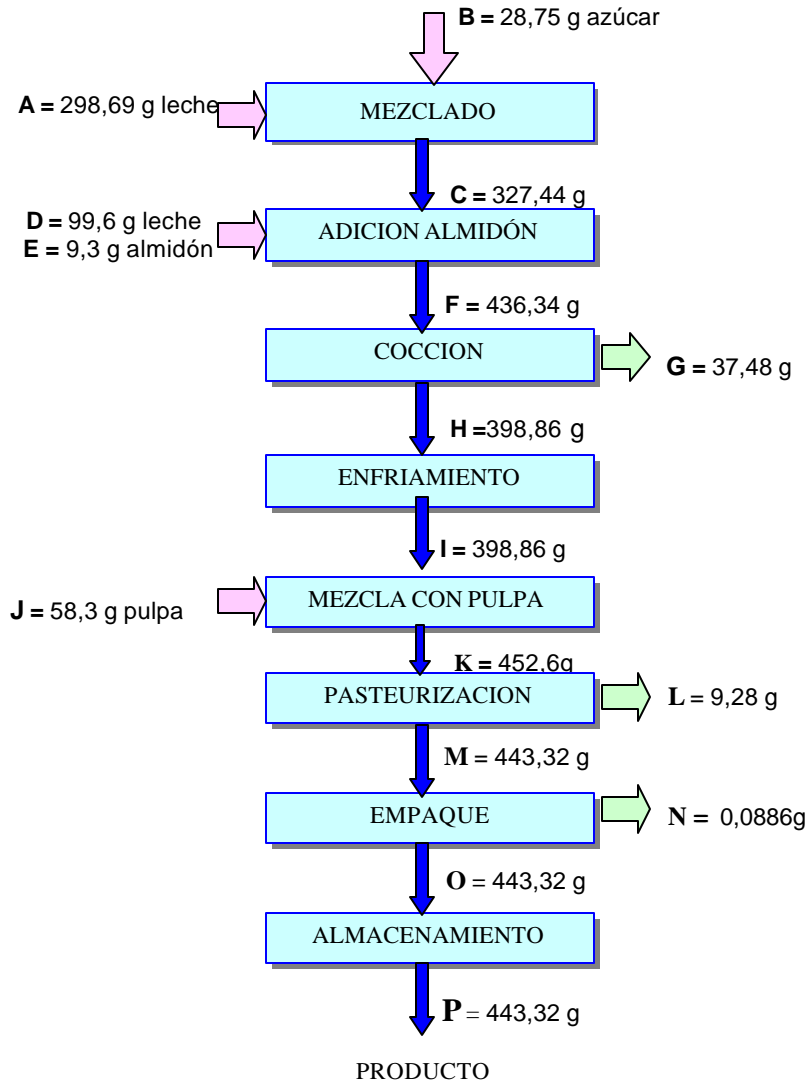 B = 28,75 g azúcar
A = 298,69 g leche
MEZCLADO
C = 327,44 g
D = 99,6 g leche
E = 9,3 g almidón
ADICION ALMIDÓN
F = 436,34 g
COCCION
G = 37,48 g
H =398,86 g
ENFRIAMIENTO
I = 398,86 g
J = 58,3 g pulpa
MEZCLA CON PULPA
K = 452,6g
PASTEURIZACION
L = 9,28 g
M = 443,32 g
EMPAQUE
N = 0,0886g
O = 443,32 g
ALMACENAMIENTO
P = 443,32 g
PRODUCTO